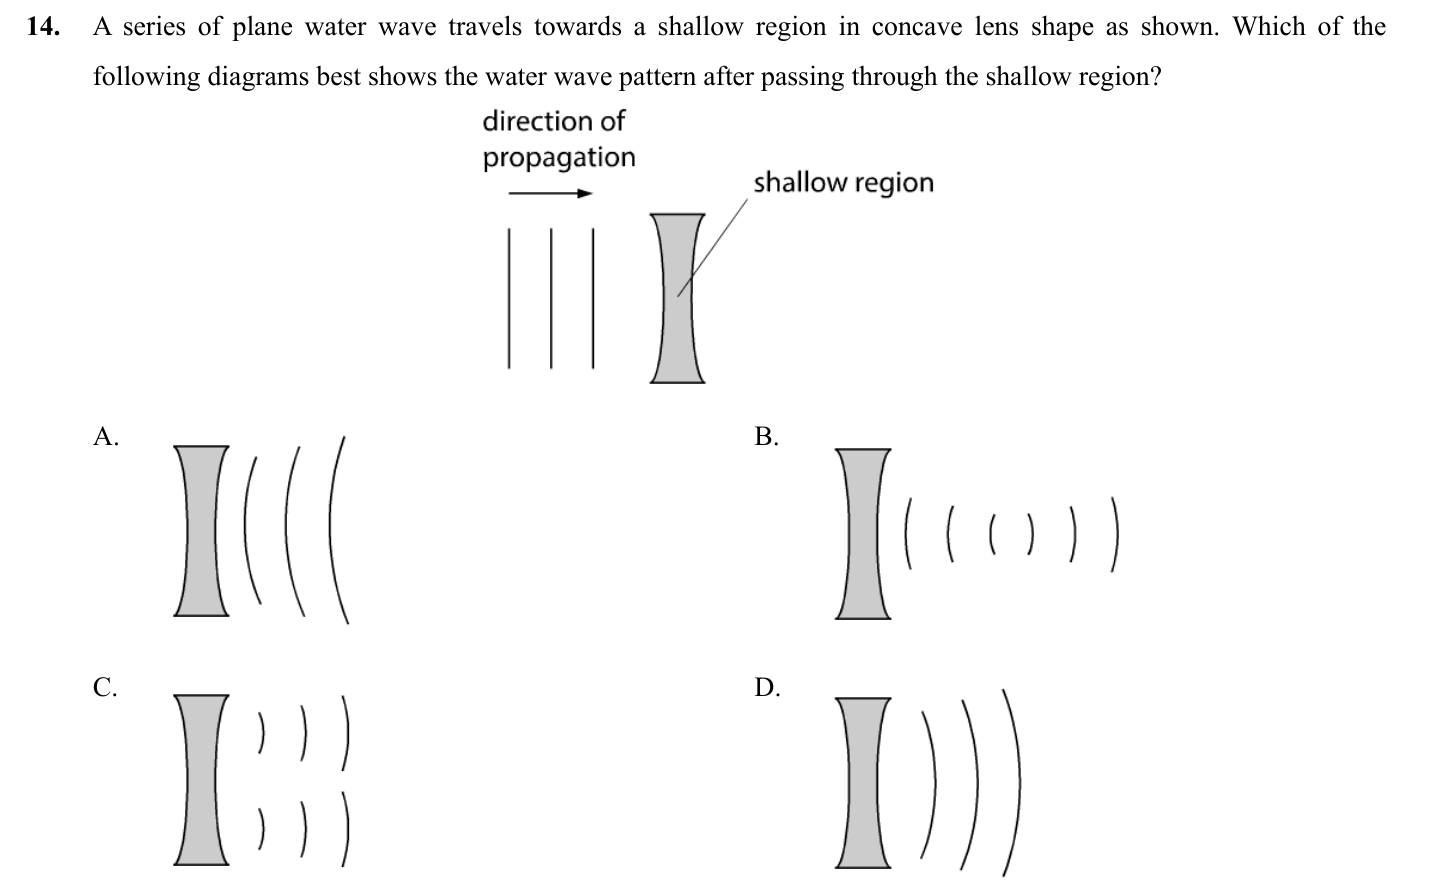 14. A series of plane water wave travels towards a shallow region in concave lens shape as shown. Which of the
following diagrams best shows the water wave pattern after passing through the shallow region?
direction of
propagation
shallow region
A.
B.
C.
D.